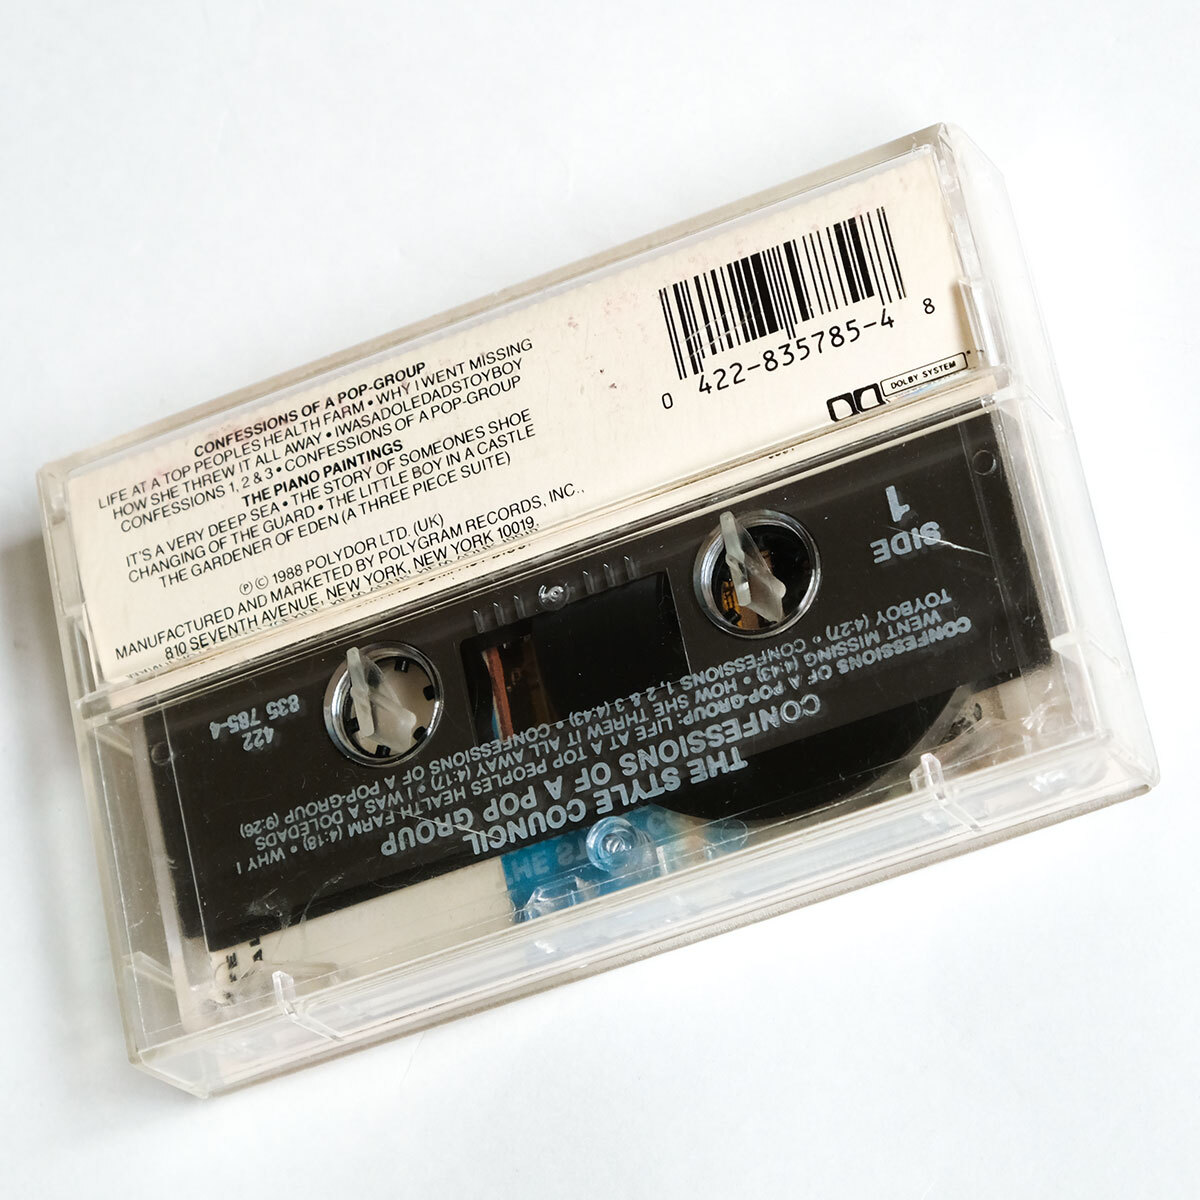 CONFESSIONS OF A POP-GROUP
LIFE AT A TOP PEOPLES HEALTH FARM • WHY I WENT MISSING
HOW SHE THREW IT ALL AWAY • IWASADOLEDADSTOYBOY
CONFESSIONS 1, 2 & 3 • CONFESSIONS OF A POP-GROUP
THE PIANO PAINTINGS
IT'S A VERY DEEP SEA • THE STORY OF SOMEONES SHOE
CHANGING OF THE GUARD • THE LITTLE BOY IN A CASTLE
THE GARDENER OF EDEN (A THREE PIECE SUITE)
Ⓟ © 1988 POLYDOR LTD. (UK)
MANUFACTURED AND MARKETED BY POLYGRAM RECORDS, INC.,
810 SEVENTH AVENUE, NEW YORK, NEW YORK 10019.
0 422-835785-4 8
DOLBY SYSTEM
SIDE
1
422
835 785-4
THE STYLE COUNCIL
CONFESSIONS OF A POP GROUP
CONFESSIONS OF A POP-GROUP: LIFE AT A TOP PEOPLES HEALTH FARM (4:18) • WHY I
WENT MISSING (4:43) • HOW SHE THREW IT ALL AWAY (4:17) • I WAS A DOLEDADS
TOYBOY (4:27) • CONFESSIONS 1, 2 & 3 (4:43) • CONFESSIONS OF A POP-GROUP (9:26)